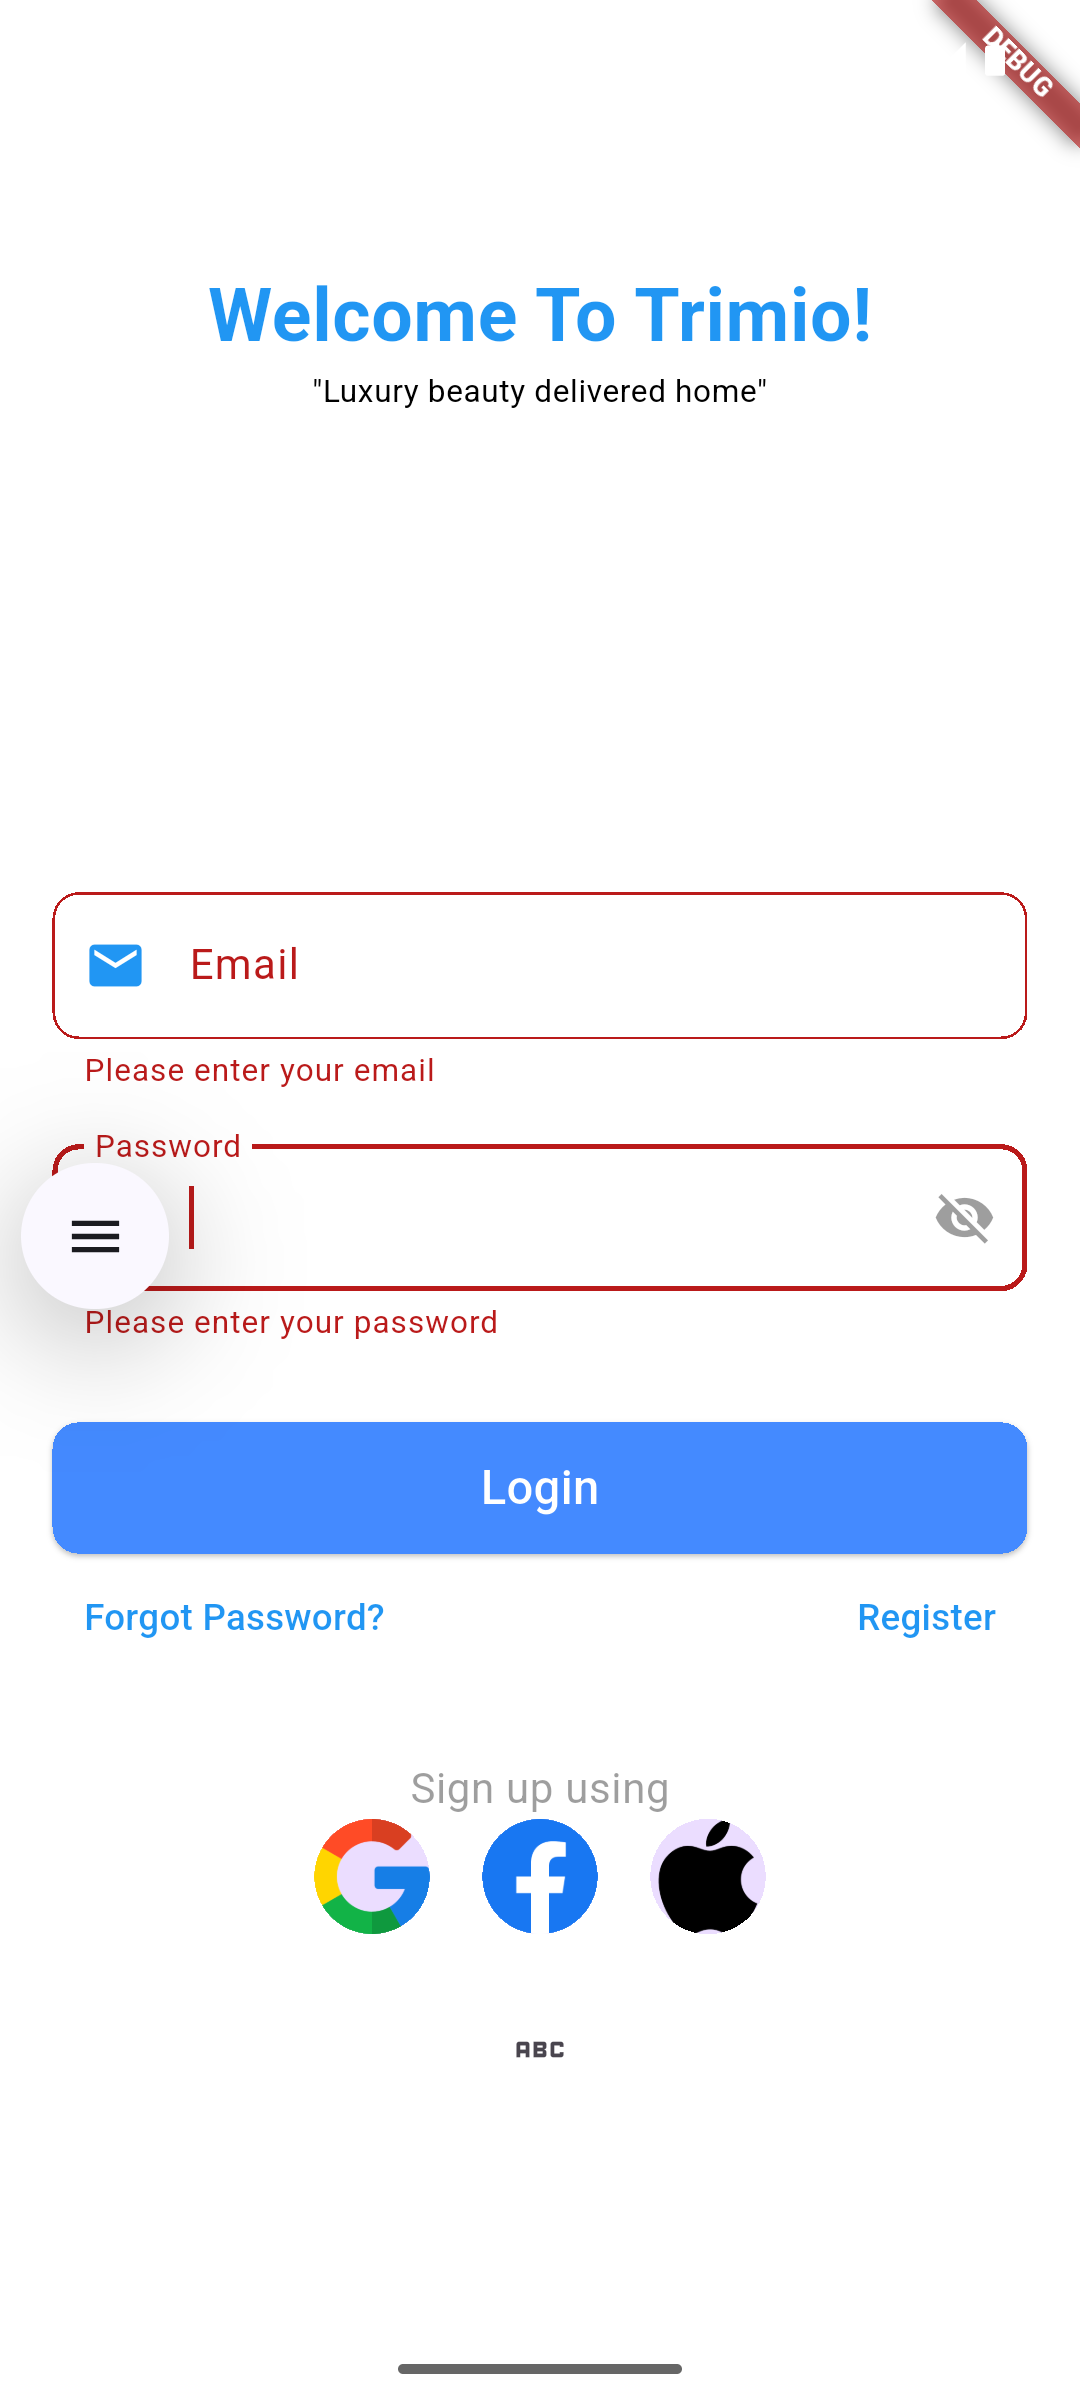 DEBUG
Welcome To Trimio!
"Luxury beauty delivered home"
Email
Please enter your email
Password
Please enter your password
Login
Forgot Password?
Register
Sign up using
ABC